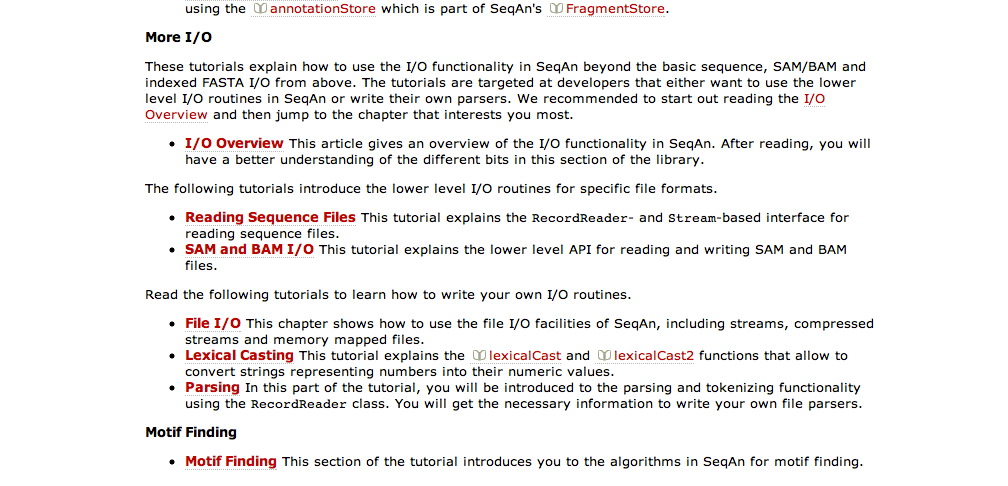 using the annotationStore which is part of SeqAn's FragmentStore.
More I/O
These tutorials explain how to use the I/O functionality in SeqAn beyond the basic sequence, SAM/BAM and
indexed FASTA I/O from above. The tutorials are targeted at developers that either want to use the lower
level I/O routines in SeqAn or write their own parsers. We recommended to start out reading the I/O
Overview and then jump to the chapter that interests you most.
• I/O Overview This article gives an overview of the I/O functionality in SeqAn. After reading, you will
have a better understanding of the different bits in this section of the library.
The following tutorials introduce the lower level I/O routines for specific file formats.
• Reading Sequence Files This tutorial explains the RecordReader- and Stream-based interface for
reading sequence files.
• SAM and BAM I/O This tutorial explains the lower level API for reading and writing SAM and BAM
files.
Read the following tutorials to learn how to write your own I/O routines.
• File I/O This chapter shows how to use the file I/O facilities of SeqAn, including streams, compressed
streams and memory mapped files.
• Lexical Casting This tutorial explains the lexicalCast and lexicalCast2 functions that allow to
convert strings representing numbers into their numeric values.
• Parsing In this part of the tutorial, you will be introduced to the parsing and tokenizing functionality
using the RecordReader class. You will get the necessary information to write your own file parsers.
Motif Finding
• Motif Finding This section of the tutorial introduces you to the algorithms in SeqAn for motif finding.